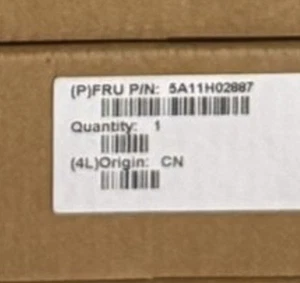 (P)FRU P/N: 5A11H02887
Quantity: 1
(4L)Origin: CN